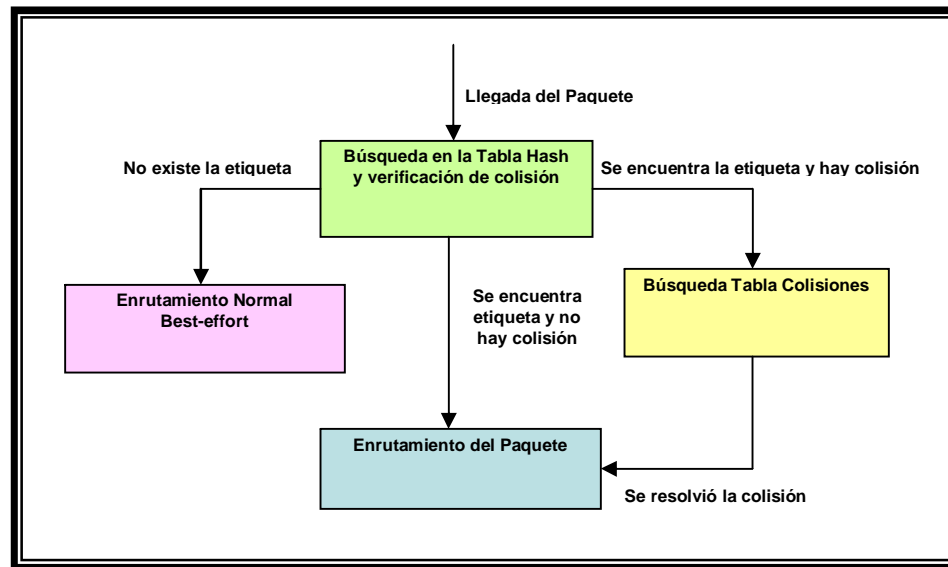 Llegada del Paquete
Búsqueda en la Tabla Hash
y verificación de colisión
No existe la etiqueta
Se encuentra la etiqueta y hay colisión
Enrutamiento Normal
Best-effort
Se encuentra
etiqueta y no
hay colisión
Búsqueda Tabla Colisiones
Enrutamiento del Paquete
Se resolvió la colisión